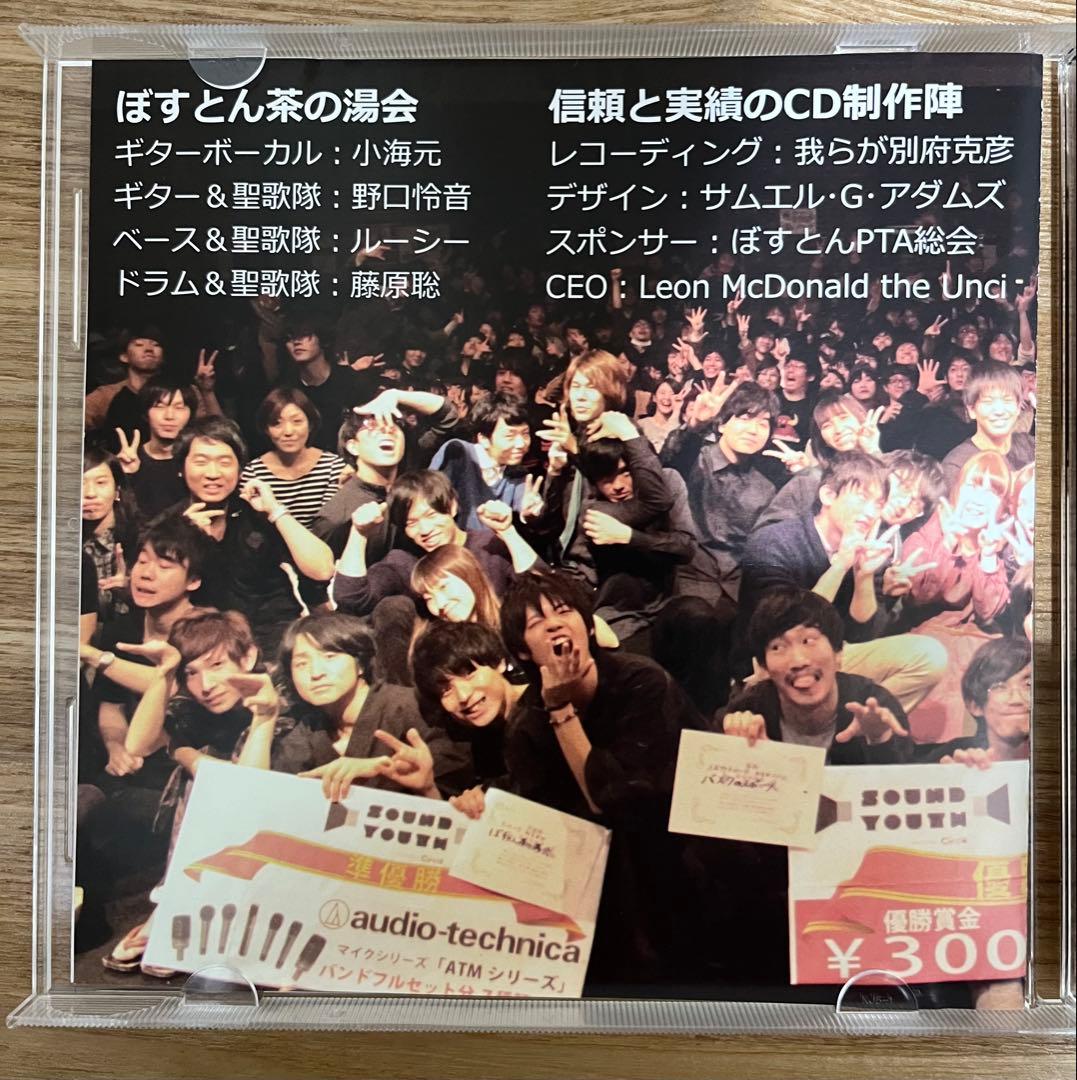 ぼすとん茶の湯会
ギターボーカル：小海元
ギター＆聖歌隊：野口怜音
ベース＆聖歌隊：ルーシー
ドラム＆聖歌隊：藤原聡
信頼と実績のCD制作陣
レコーディング：我らが別府克彦
デザイン：サムエル･G･アダムズ
スポンサー：ぼすとんPTA総会
CEO：Leon McDonald the Unci
SOUND
YOUTH
準優勝
audio-technica
マイクシリーズ「ATMシリーズ」
バンドフルセット分
SOUND
YOUTH
優
優勝賞金
￥300